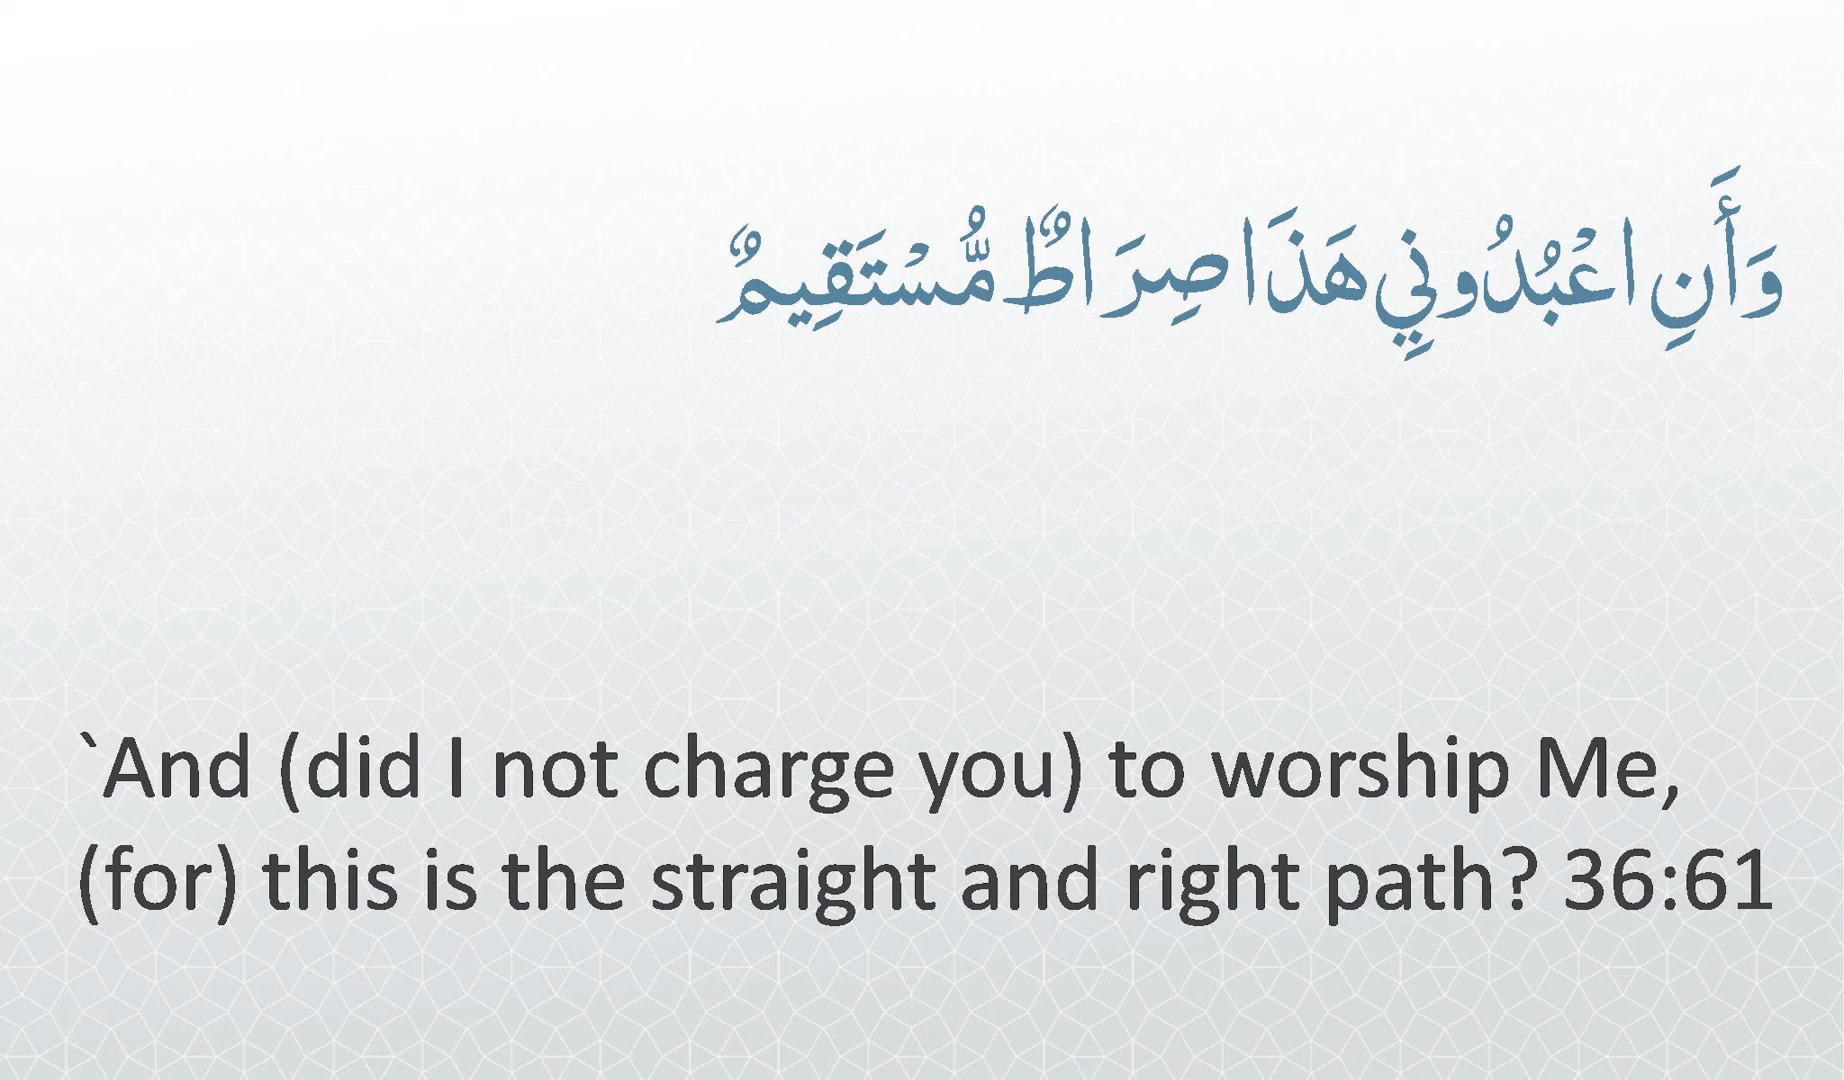 وَأَنِ اعْبُدُونِي هَذَا صِرَاطٌ مُّسْتَقِيمٌ
`And (did I not charge you) to worship Me,
(for) this is the straight and right path? 36:61